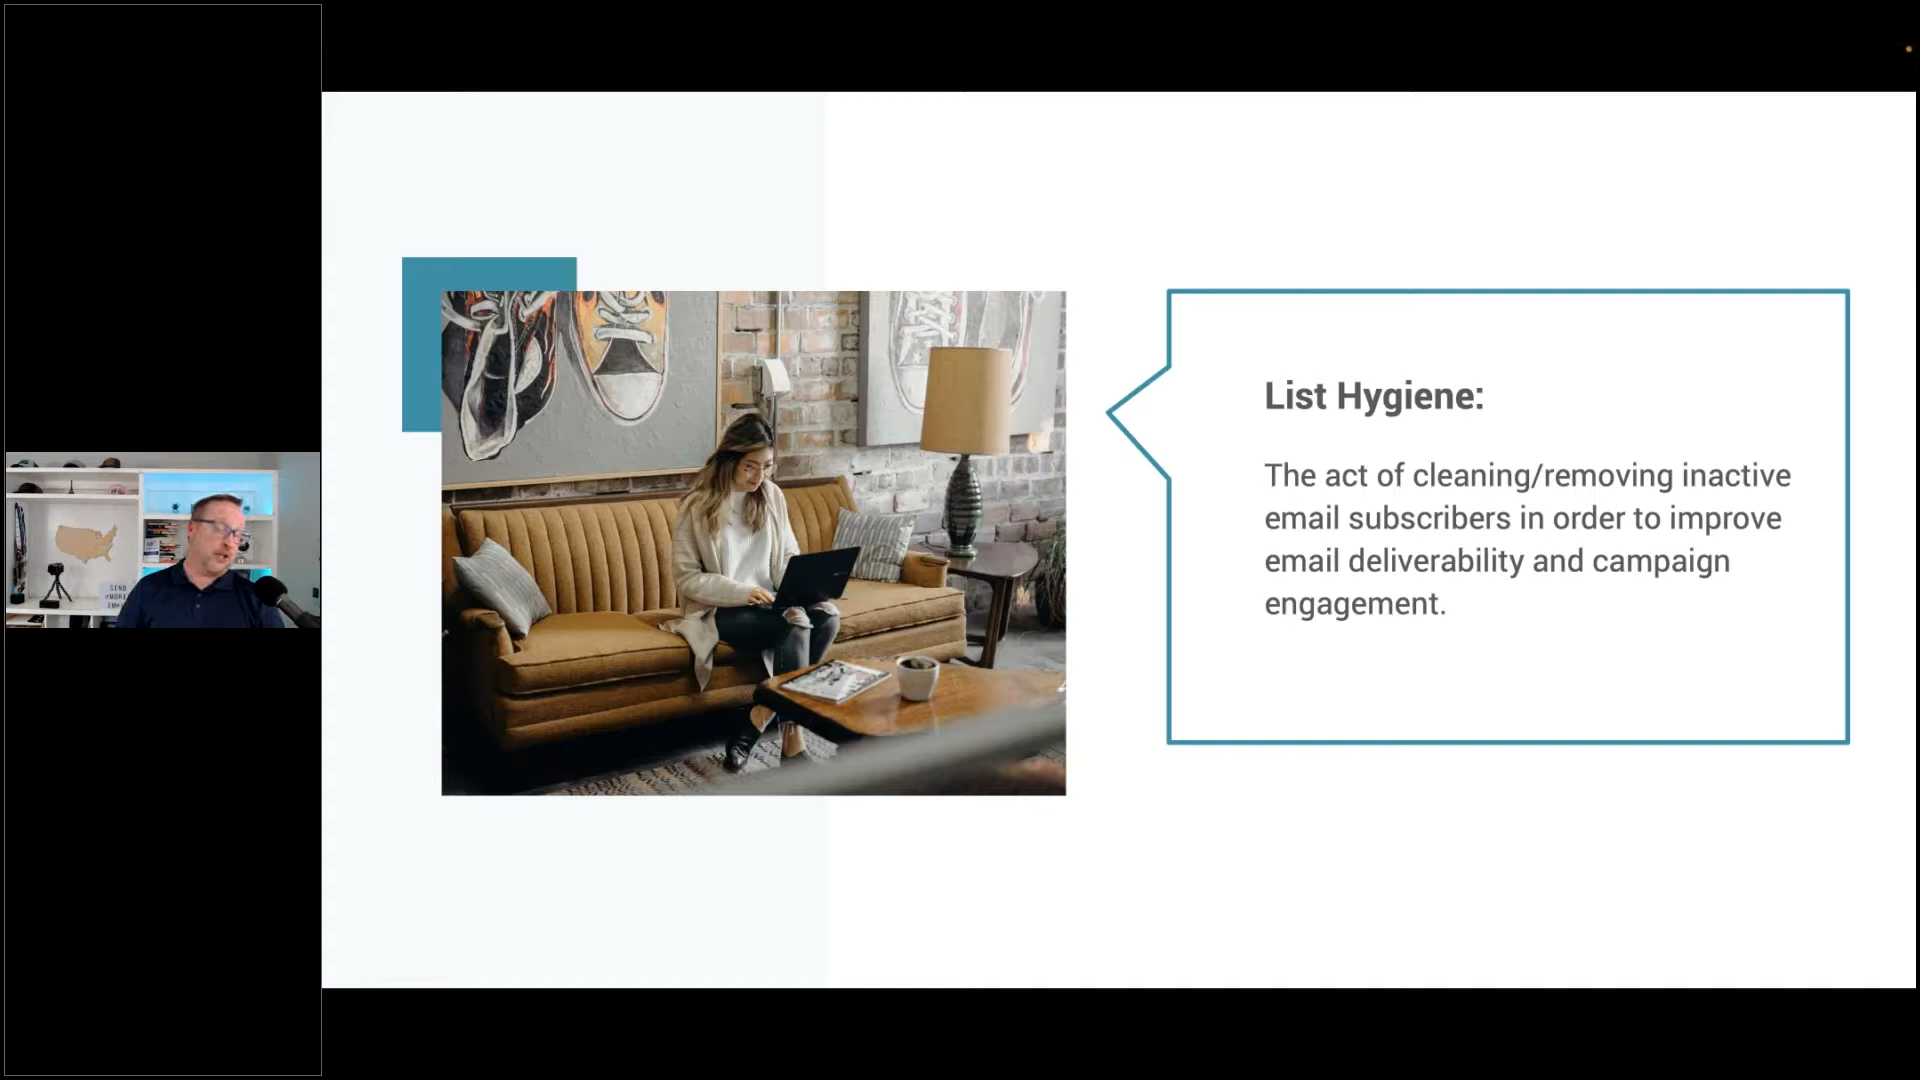 List Hygiene:
The act of cleaning/removing inactive
email subscribers in order to improve
email deliverability and campaign
engagement.
SEND